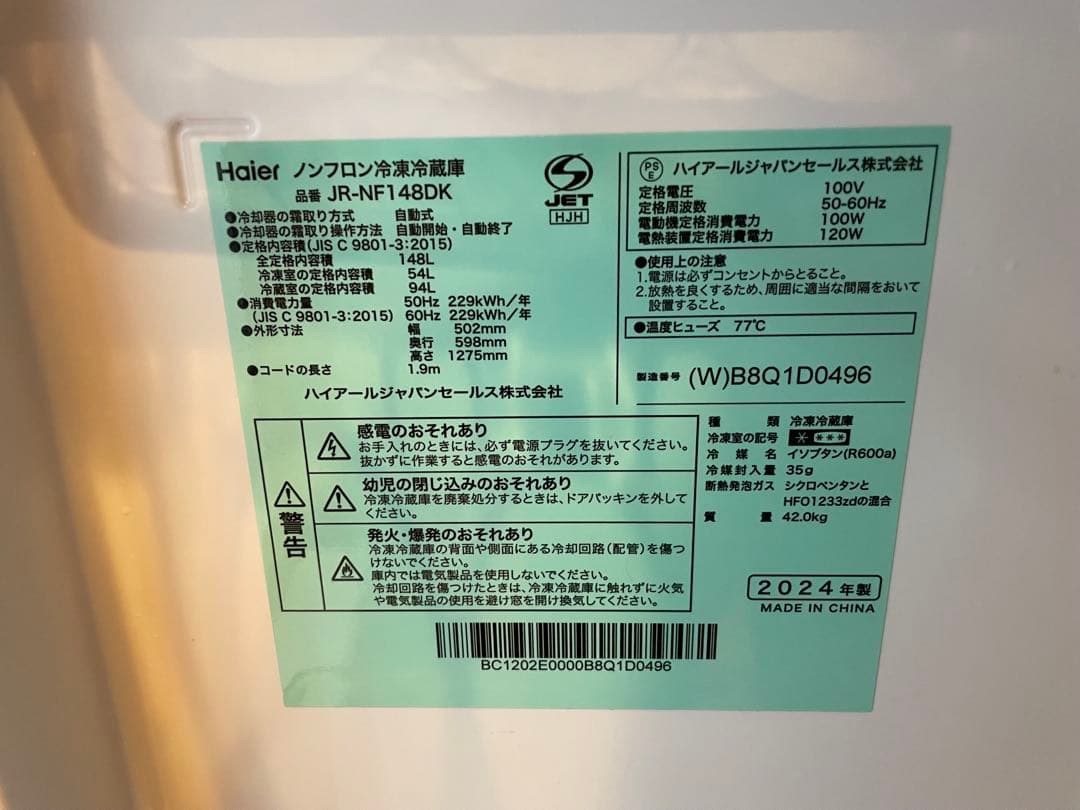 Haier ノンフロン冷凍冷蔵庫
品番 JR-NF148DK
●冷却器の霜取り方式 自動式
●冷却器の霜取り操作方法 自動開始・自動終了
●定格内容積(JIS C 9801-3:2015)
全定格内容積 148L
冷凍室の定格内容積 54L
冷蔵室の定格内容積 94L
●消費電力量 50Hz 229kWh/年
(JIS C 9801-3:2015) 60Hz 229kWh/年
●外形寸法 幅 502mm
奥行 598mm
高さ 1275mm
●コードの長さ 1.9m
ハイアールジャパンセールス株式会社
JET
HJH
PSE ハイアールジャパンセールス株式会社
定格電圧 100V
定格周波数 50-60Hz
電動機定格消費電力 100W
電熱装置定格消費電力 120W
●使用上の注意
1.電源は必ずコンセントからとること。
2.放熱を良くするため、周囲に適当な間隔をおいて
設置すること。
●温度ヒューズ 77℃
製造番号 (W)B8Q1D0496
種類 冷凍冷蔵庫
冷凍室の記号 * ***
冷媒名 イソブタン(R600a)
冷媒封入量 35g
断熱発泡ガス シクロペンタンと
HFO1233zdの混合
質量 42.0kg
2024年製
MADE IN CHINA
警告
感電のおそれあり
お手入れのときには、必ず電源プラグを抜いてください。
抜かずに作業すると感電のおそれがあります。
幼児の閉じ込みのおそれあり
冷凍冷蔵庫を廃棄処分するときは、ドアパッキンを外して
ください。
発火・爆発のおそれあり
冷凍冷蔵庫の背面や側面にある冷却回路(配管)を傷つ
けないでください。
庫内では電気製品を使用しないでください。
冷却回路を傷つけたときは、冷凍冷蔵庫に触れずに火気
や電気製品の使用を避け窓を開け換気してください。
BC1202E0000B8Q1D0496